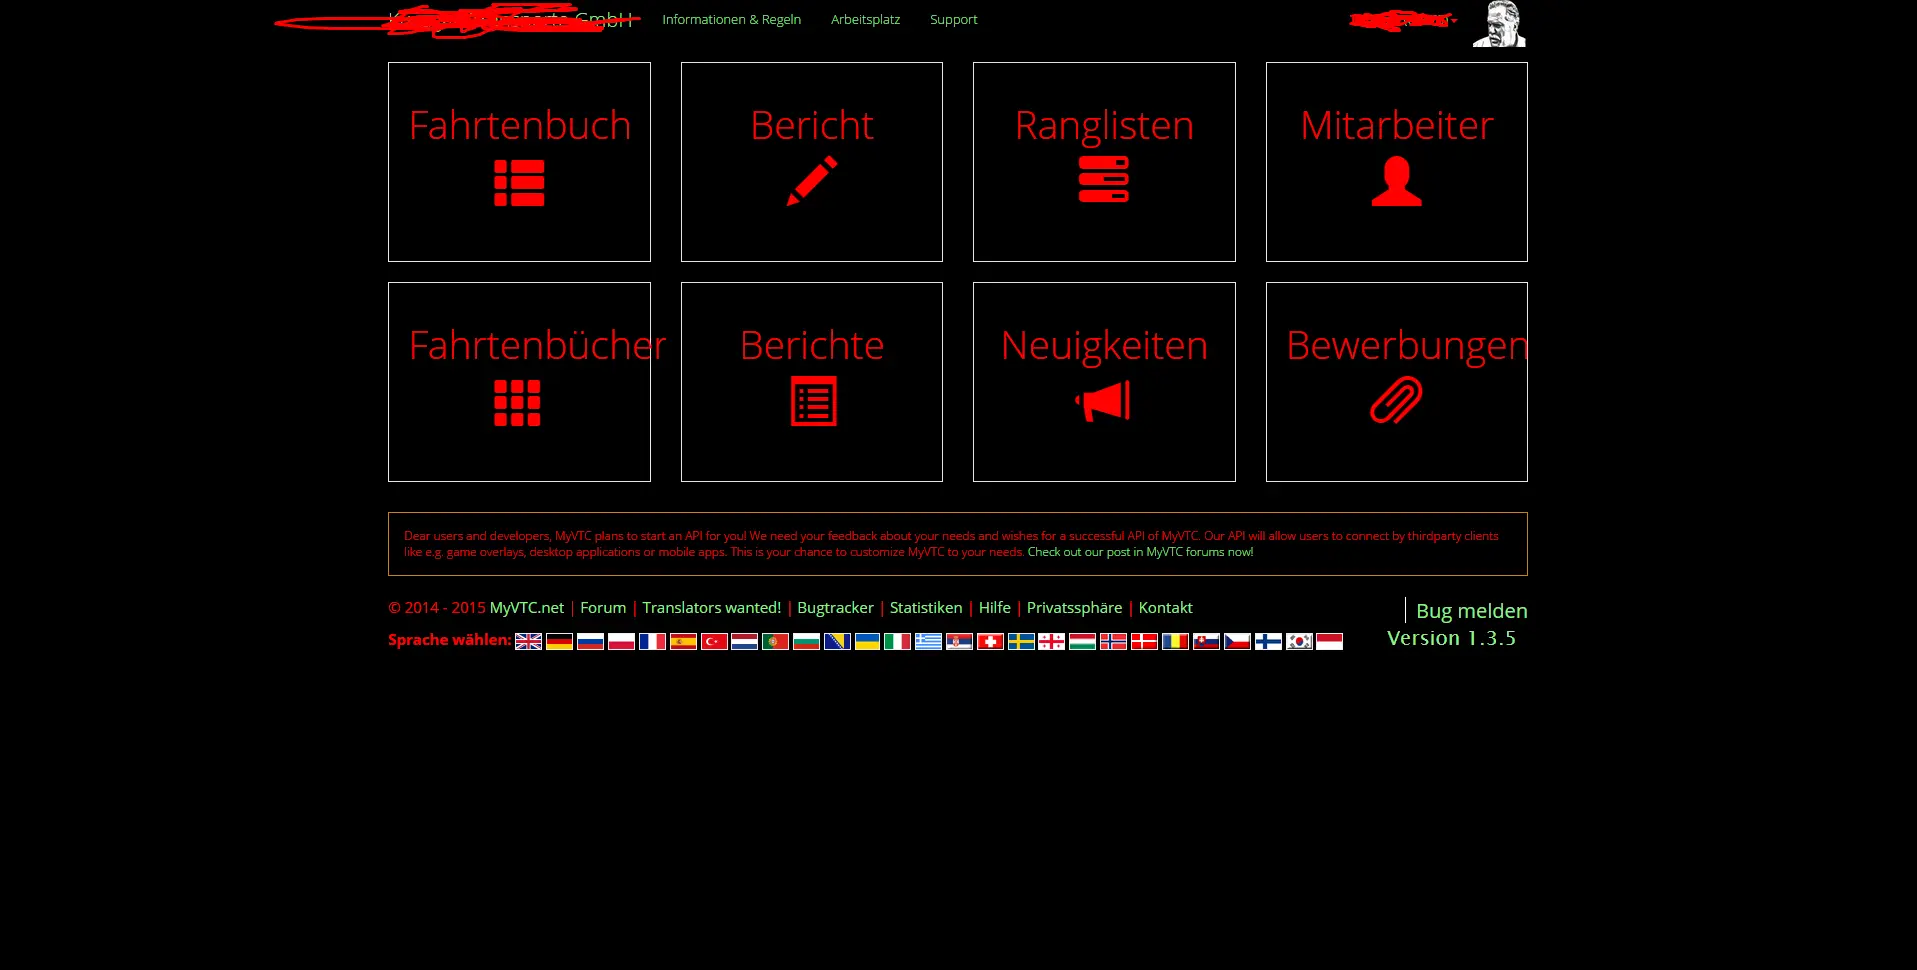 GmbH Informationen & Regeln Arbeitsplatz Support
Fahrtenbuch Bericht Ranglisten Mitarbeiter
Fahrtenbücher Berichte Neuigkeiten Bewerbungen
Dear users and developers, MyVTC plans to start an API for you! We need your feedback about your needs and wishes for a successful API of MyVTC. Our API will allow users to connect by thirdparty clients
like e.g. game overlays, desktop applications or mobile apps. This is your chance to customize MyVTC to your needs. Check out our post in MyVTC forums now!
© 2014 - 2015 MyVTC.net | Forum | Translators wanted! | Bugtracker | Statistiken | Hilfe | Privatssphäre | Kontakt
Bug melden
Sprache wählen:
Version 1.3.5